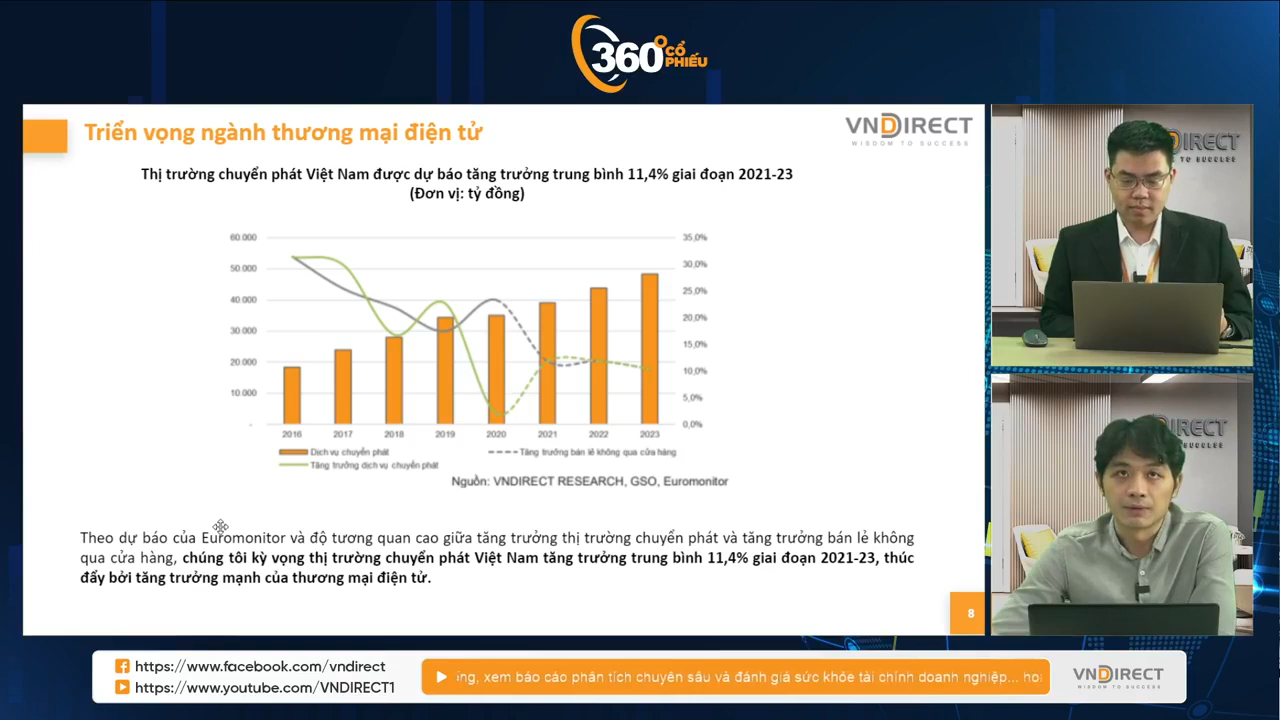 360° CỔ PHIẾU
Triển vọng ngành thương mại điện tử
VNDIRECT
WISDOM TO SUCCESS
Thị trường chuyển phát Việt Nam được dự báo tăng trưởng trung bình 11,4% giai đoạn 2021-23
(Đơn vị: tỷ đồng)
60.000
50.000
40.000
30.000
20.000
10.000
-
35,0%
30,0%
25,0%
20,0%
15,0%
10,0%
5,0%
0,0%
2016 2017 2018 2019 2020 2021 2022 2023
Dịch vụ chuyển phát
Tăng trưởng bán lẻ không qua cửa hàng
Tăng trưởng dịch vụ chuyển phát
Nguồn: VNDIRECT RESEARCH, GSO, Euromonitor
Theo dự báo của Euromonitor và độ tương quan cao giữa tăng trưởng thị trường chuyển phát và tăng trưởng bán lẻ không
qua cửa hàng, chúng tôi kỳ vọng thị trường chuyển phát Việt Nam tăng trưởng trung bình 11,4% giai đoạn 2021-23, thúc
đẩy bởi tăng trưởng mạnh của thương mại điện tử.
8
https://www.facebook.com/vndirect
https://www.youtube.com/VNDIRECT1
xem báo cáo phân tích chuyên sâu và đánh giá sức khỏe tài chính doanh nghiệp...
VNDIRECT
WISDOM TO SUCCESS